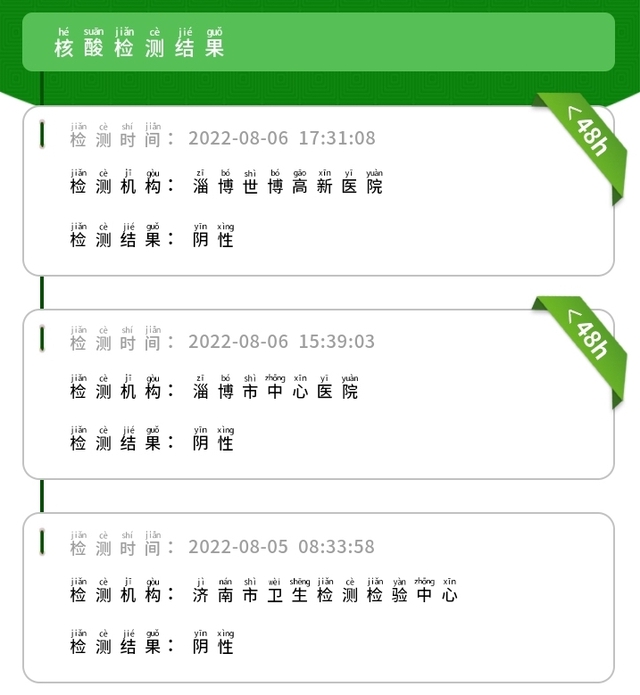 hé suān jiǎn cè jié guǒ
核酸检测结果
<48h
jiǎn cè shí jiān
检测时间：2022-08-06 17:31:08
jiǎn cè jī gòu zī bó shì bó gāo xīn yī yuàn
检测机构：淄博世博高新医院
jiǎn cè jié guǒ yīn xìng
检测结果：阴性
<48h
jiǎn cè shí jiān
检测时间：2022-08-06 15:39:03
jiǎn cè jī gòu zī bó shì zhōng xīn yī yuàn
检测机构：淄博市中心医院
jiǎn cè jié guǒ yīn xìng
检测结果：阴性
jiǎn cè shí jiān
检测时间：2022-08-05 08:33:58
jiǎn cè jī gòu jì nán shì wèi shēng jiǎn cè jiǎn yàn zhōng xīn
检测机构：济南市卫生检测检验中心
jiǎn cè jié guǒ yīn xìng
检测结果：阴性